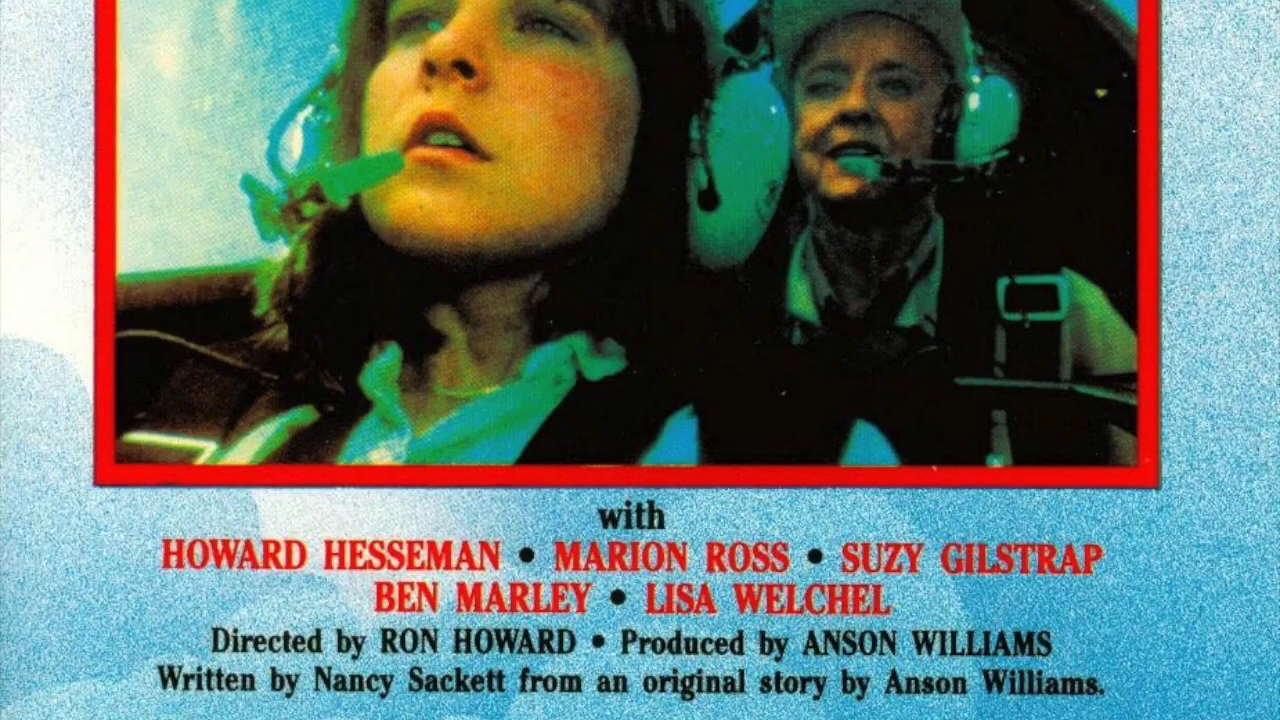 with
HOWARD HESSEMAN • MARION ROSS • SUZY GILSTRAP
BEN MARLEY • LISA WELCHEL
Directed by RON HOWARD • Produced by ANSON WILLIAMS
Written by Nancy Sackett from an original story by Anson Williams.